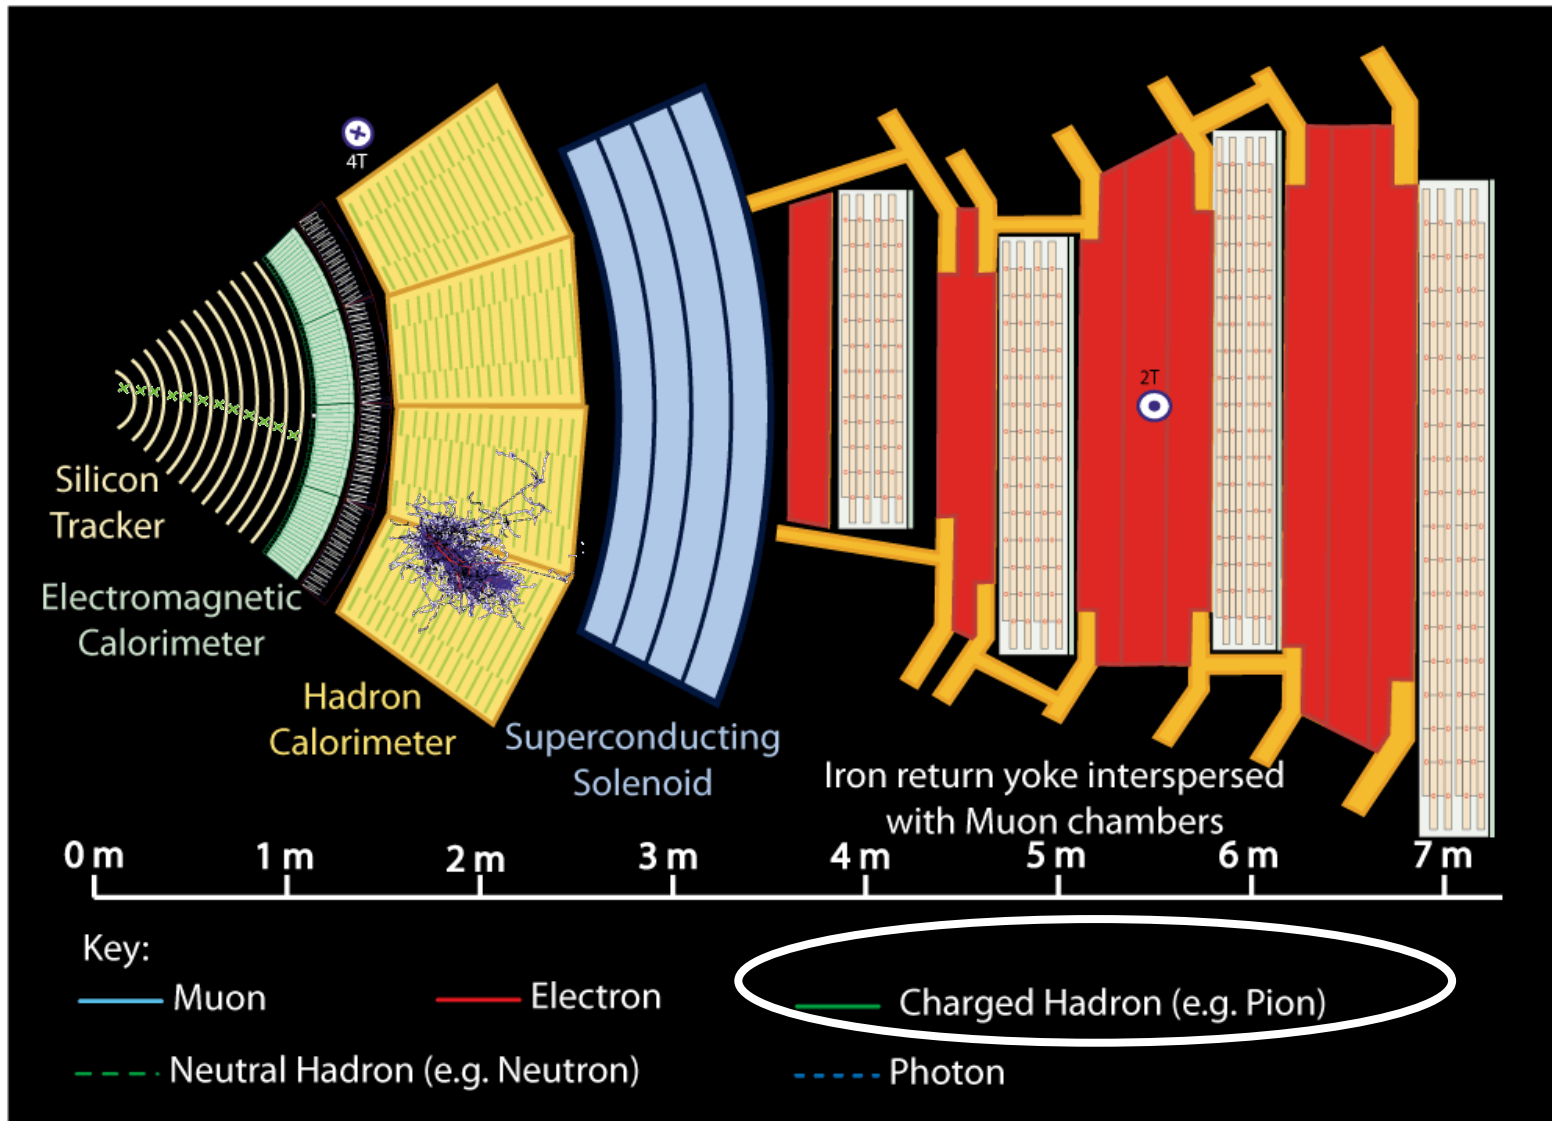 4T
2T
Silicon
Tracker
Electromagnetic
Calorimeter
Hadron
Calorimeter
Superconducting
Solenoid
Iron return yoke interspersed
with Muon chambers
0 m 1 m 2 m 3 m 4 m 5 m 6 m 7 m
Key:
Muon Electron Charged Hadron (e.g. Pion)
Neutral Hadron (e.g. Neutron) Photon